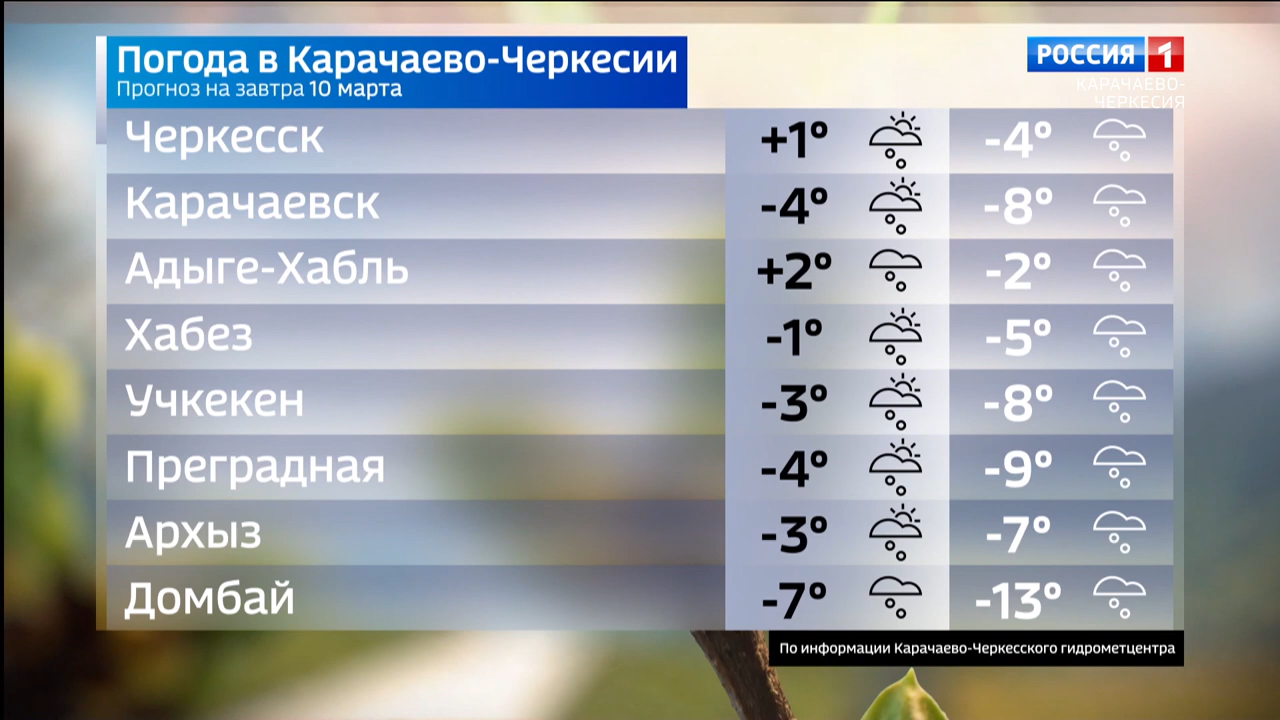 Погода в Карачаево-Черкесии
Прогноз на завтра 10 марта
РОССИЯ 1
КАРАЧАЕВО-
ЧЕРКЕСИЯ
Черкесск +1° -4°
Карачаевск -4° -8°
Адыге-Хабль +2° -2°
Хабез -1° -5°
Учкекен -3° -8°
Преградная -4° -9°
Архыз -3° -7°
Домбай -7° -13°
По информации Карачаево-Черкесского гидрометцентра